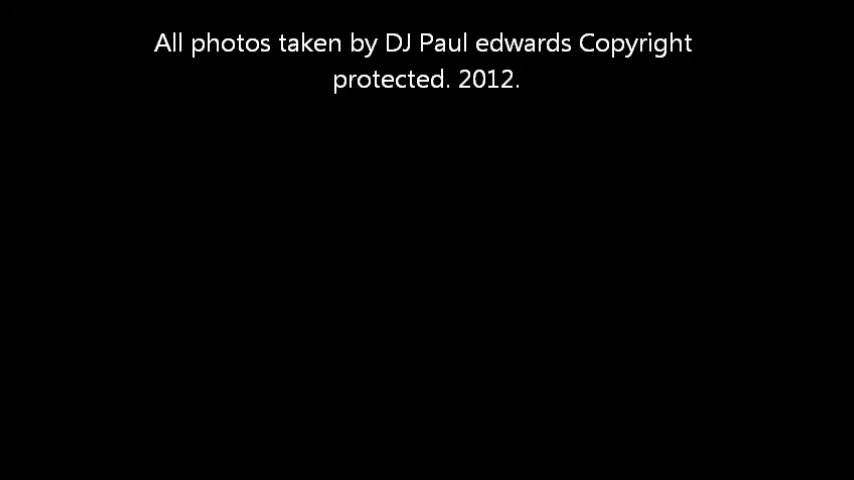 All photos taken by DJ Paul edwards Copyright
protected. 2012.